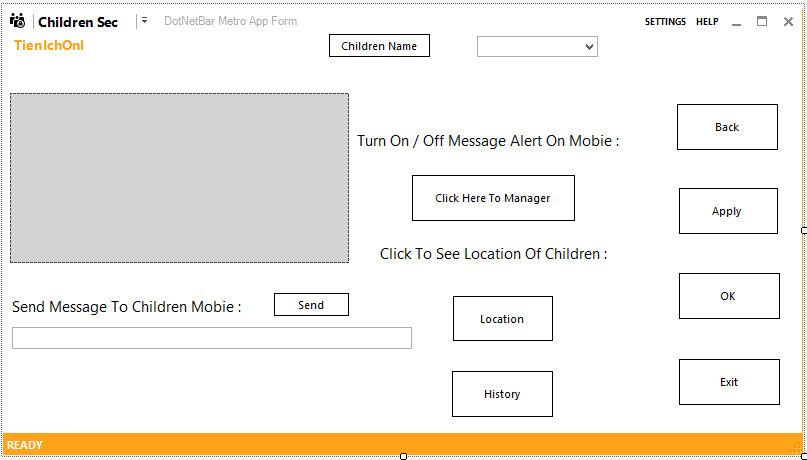 Children Sec
DotNetBar Metro App Form
SETTINGS HELP
TienIchOnl
Children Name
Back
Turn On / Off Message Alert On Mobie :
Click Here To Manager
Apply
Click To See Location Of Children :
OK
Send Message To Children Mobie :
Send
Location
Exit
History
READY